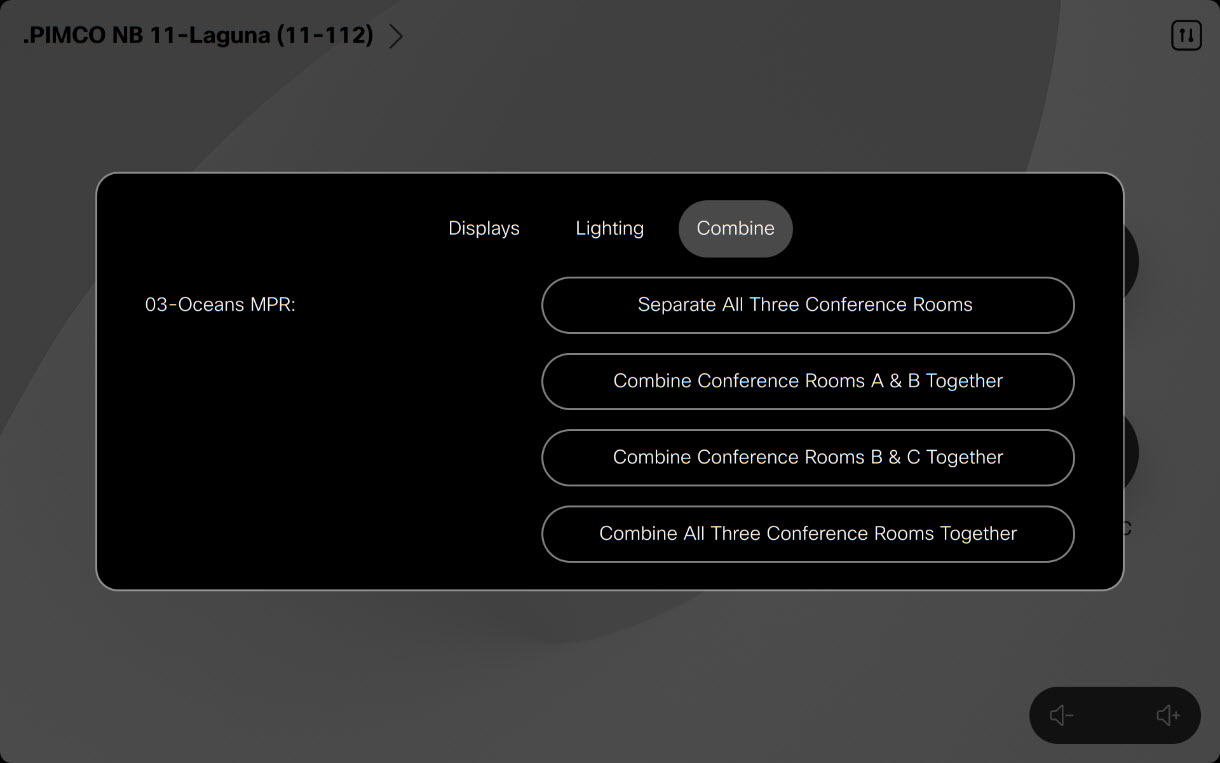 .PIMCO NB 11-Laguna (11-112)
Displays Lighting Combine
03-Oceans MPR: Separate All Three Conference Rooms
Combine Conference Rooms A & B Together
Combine Conference Rooms B & C Together
Combine All Three Conference Rooms Together